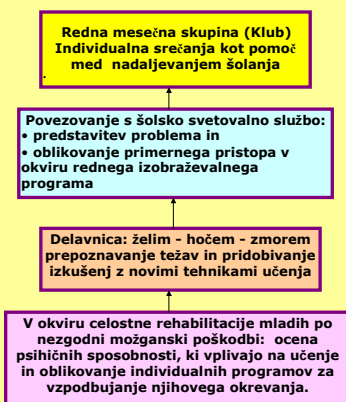 Redna mesečna skupina (Klub)
Individualna srečanja kot pomoč
med nadaljevanjem šolanja
.
Povezovanje s šolsko svetovalno službo:
• predstavitev problema in
• oblikovanje primernega pristopa v
okviru rednega izobraževalnega
programa
Delavnica: želim - hočem - zmorem
prepoznavanje težav in pridobivanje
izkušenj z novimi tehnikami učenja
V okviru celostne rehabilitacije mladih po
nezgodni možganski poškodbi: ocena
psihičnih sposobnosti, ki vplivajo na učenje
in oblikovanje individualnih programov za
vzpodbujanje njihovega okrevanja.